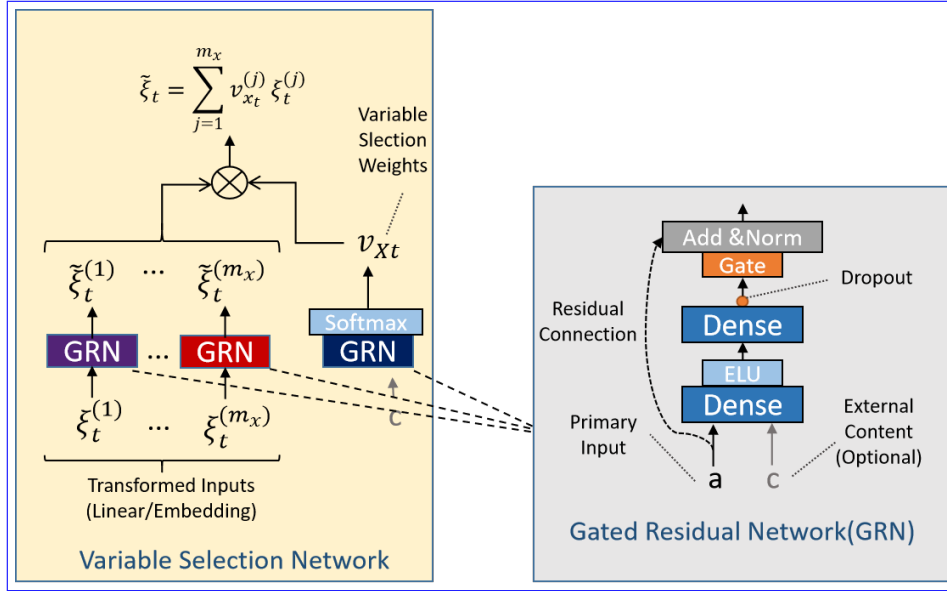 ξ̃_t = ∑_{j=1}^{m_x} v_{x_t}^{(j)} ξ_t^{(j)}
Variable
Slection
Weights
v_{Xt}
ξ̃_t^{(1)} ... ξ̃_t^{(m_x)}
Softmax
GRN ... GRN GRN
ξ_t^{(1)} ... ξ_t^{(m_x)}
c
Transformed Inputs
(Linear/Embedding)
Variable Selection Network
Add &Norm
Gate
Dropout
Residual
Connection
Dense
ELU
Dense
Primary
Input
External
Content
(Optional)
a
c
Gated Residual Network(GRN)